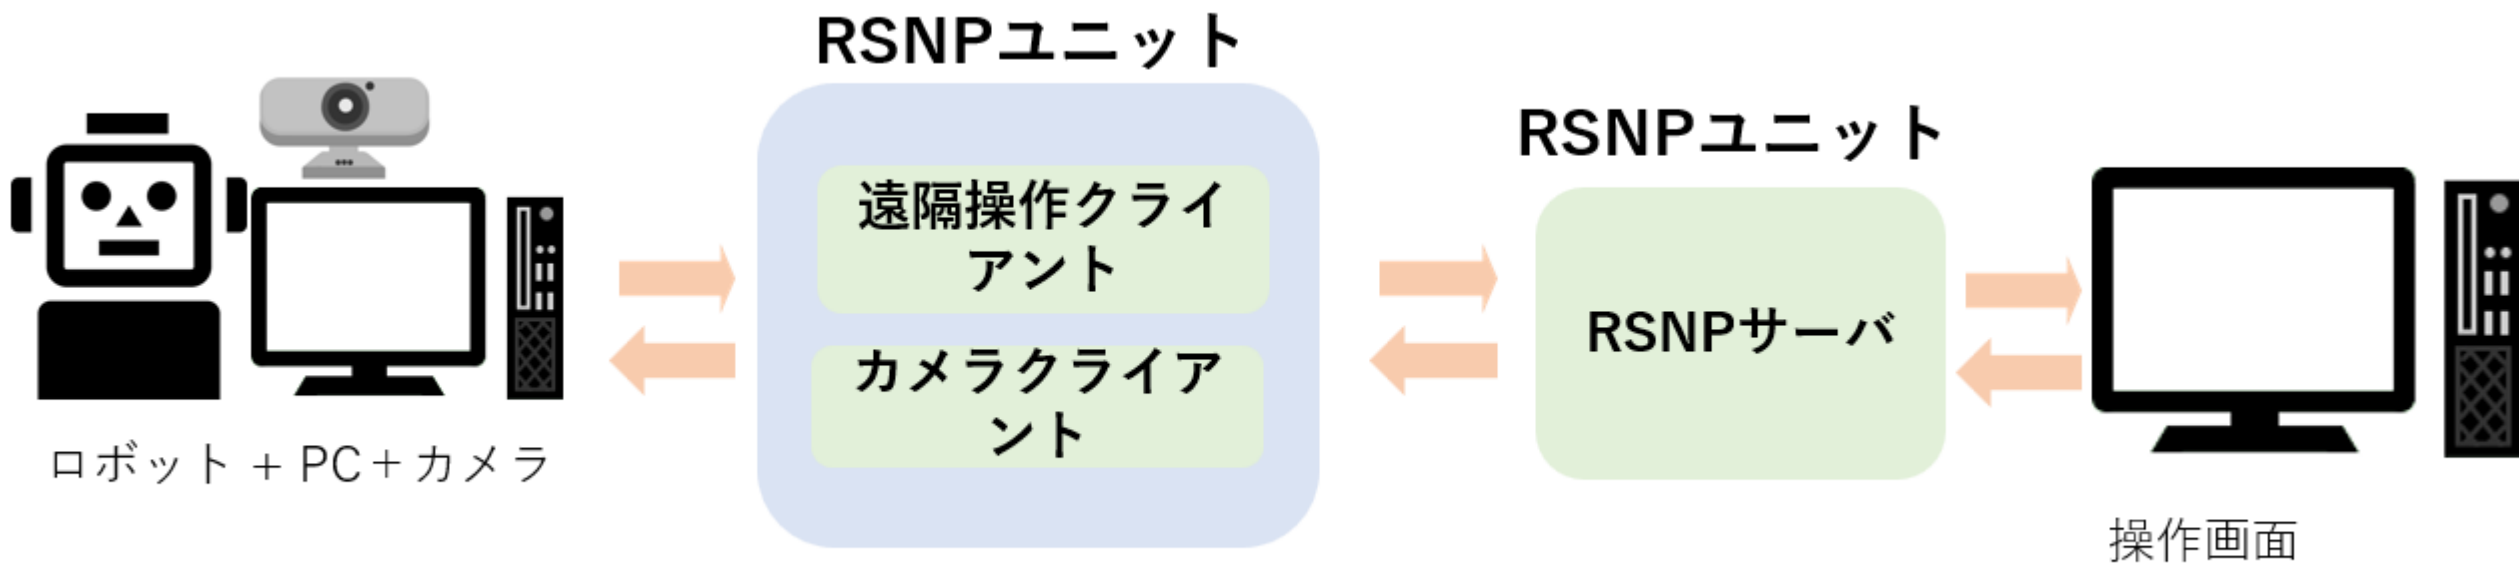 RSNPユニット
遠隔操作クライ
アント
カメラクライア
ント
RSNPユニット
RSNPサーバ
ロボット + PC＋カメラ
操作画面